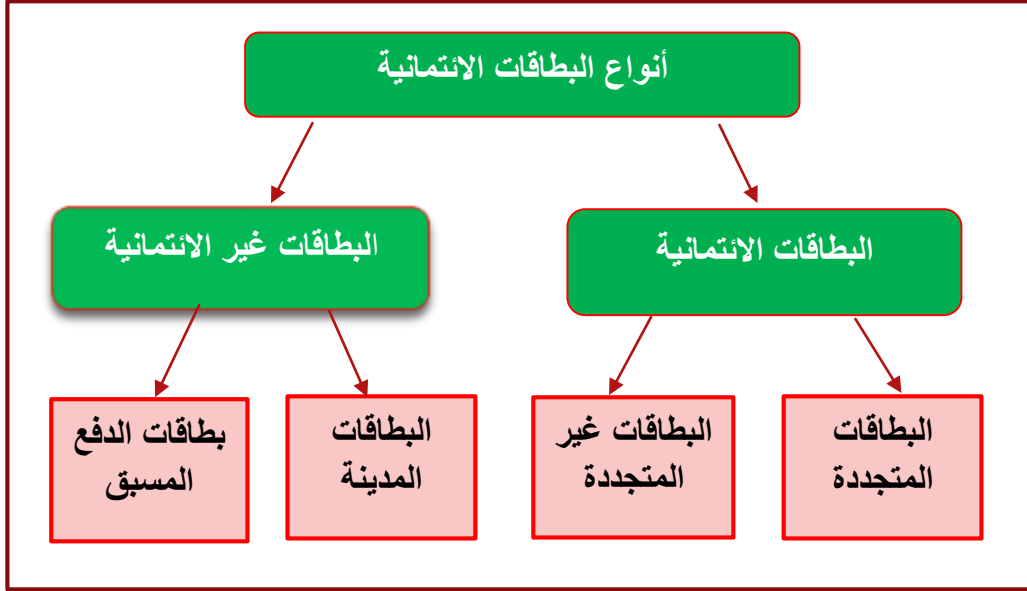 أنواع البطاقات الائتمانية
البطاقات الائتمانية
البطاقات غير الائتمانية
البطاقات
المتجددة
البطاقات غير
المتجددة
البطاقات
المدينة
بطاقات الدفع
المسبق